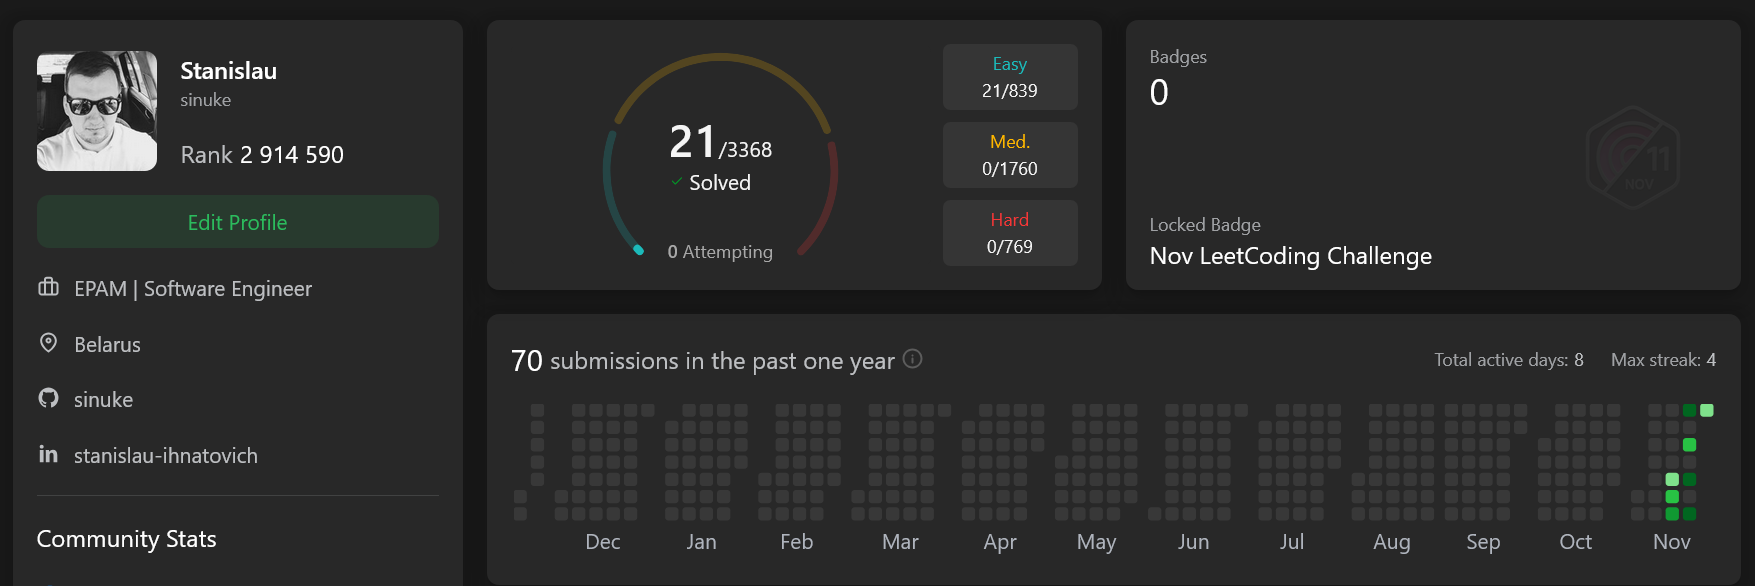 Stanislau
sinuke
Rank 2 914 590
Edit Profile
EPAM | Software Engineer
Belarus
sinuke
stanislau-ihnatovich
Community Stats
21/3368
Solved
0 Attempting
Easy
21/839
Med.
0/1760
Hard
0/769
Badges
0
11
NOV
Locked Badge
Nov LeetCoding Challenge
70 submissions in the past one year
Total active days: 8 Max streak: 4
Dec Jan Feb Mar Apr May Jun Jul Aug Sep Oct Nov